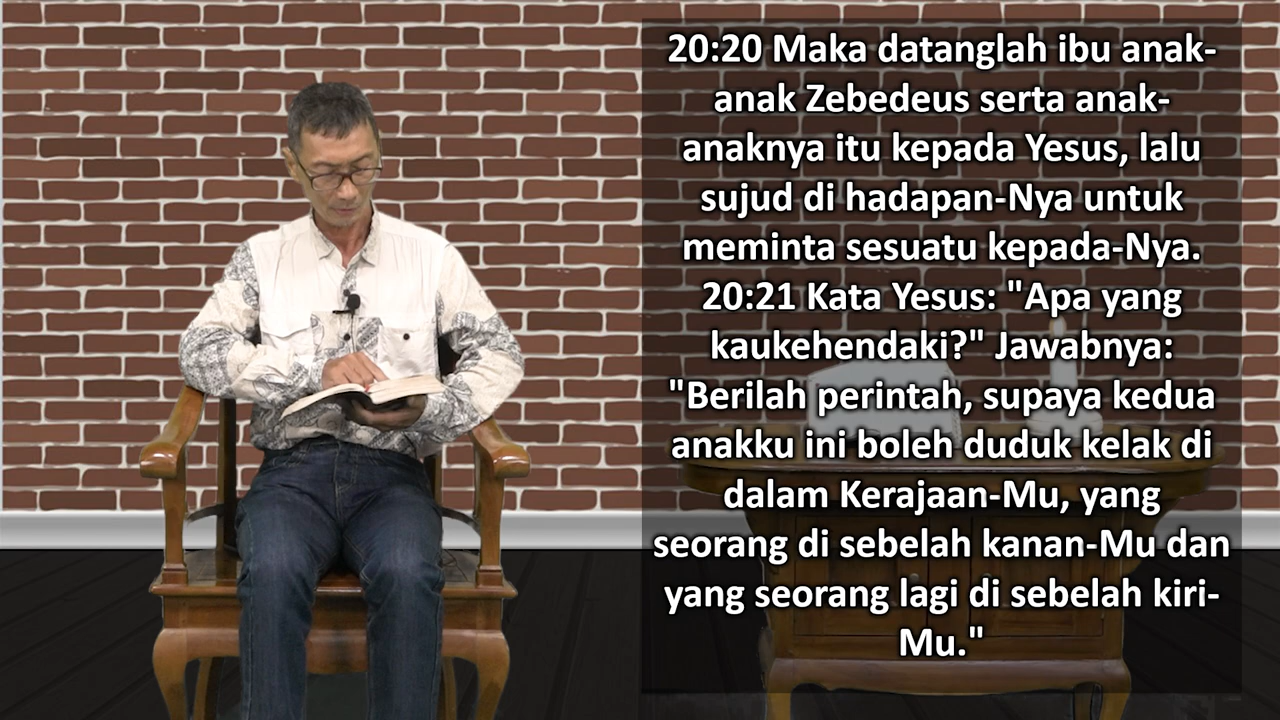 20:20 Maka datanglah ibu anak-
anak Zebedeus serta anak-
anaknya itu kepada Yesus, lalu
sujud di hadapan-Nya untuk
meminta sesuatu kepada-Nya.
20:21 Kata Yesus: "Apa yang
kaukehendaki?" Jawabnya:
"Berilah perintah, supaya kedua
anakku ini boleh duduk kelak di
dalam Kerajaan-Mu, yang
seorang di sebelah kanan-Mu dan
yang seorang lagi di sebelah kiri-
Mu."